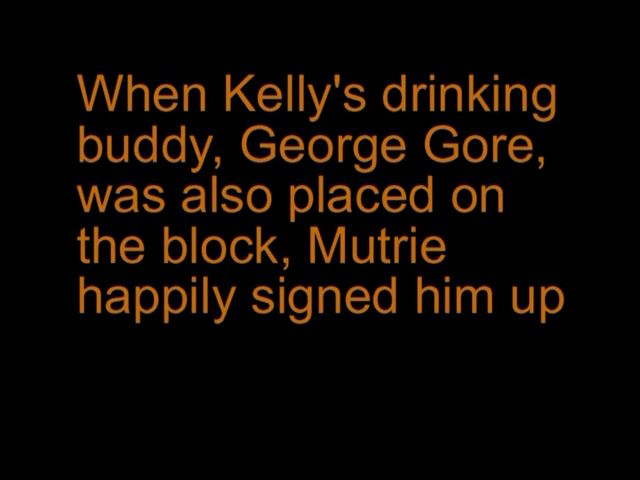 When Kelly's drinking
buddy, George Gore,
was also placed on
the block, Mutrie
happily signed him up